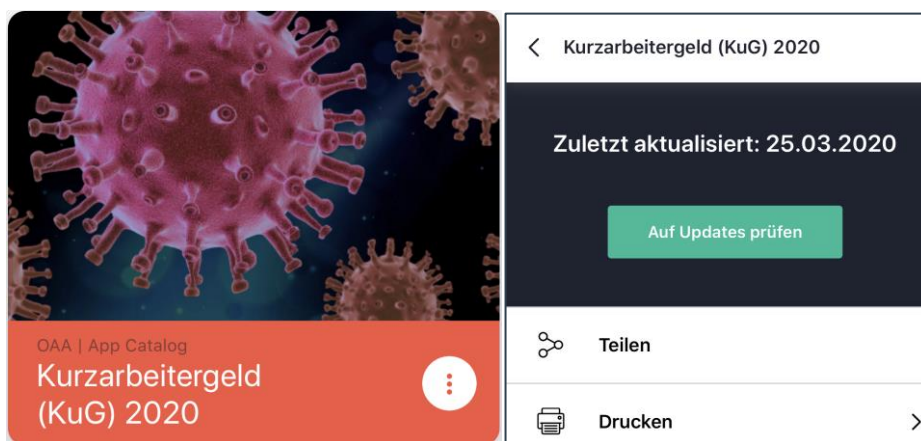 OAA | App Catalog
Kurzarbeitergeld
(KuG) 2020
Kurzarbeitergeld (KuG) 2020
Zuletzt aktualisiert: 25.03.2020
Auf Updates prüfen
Teilen
Drucken